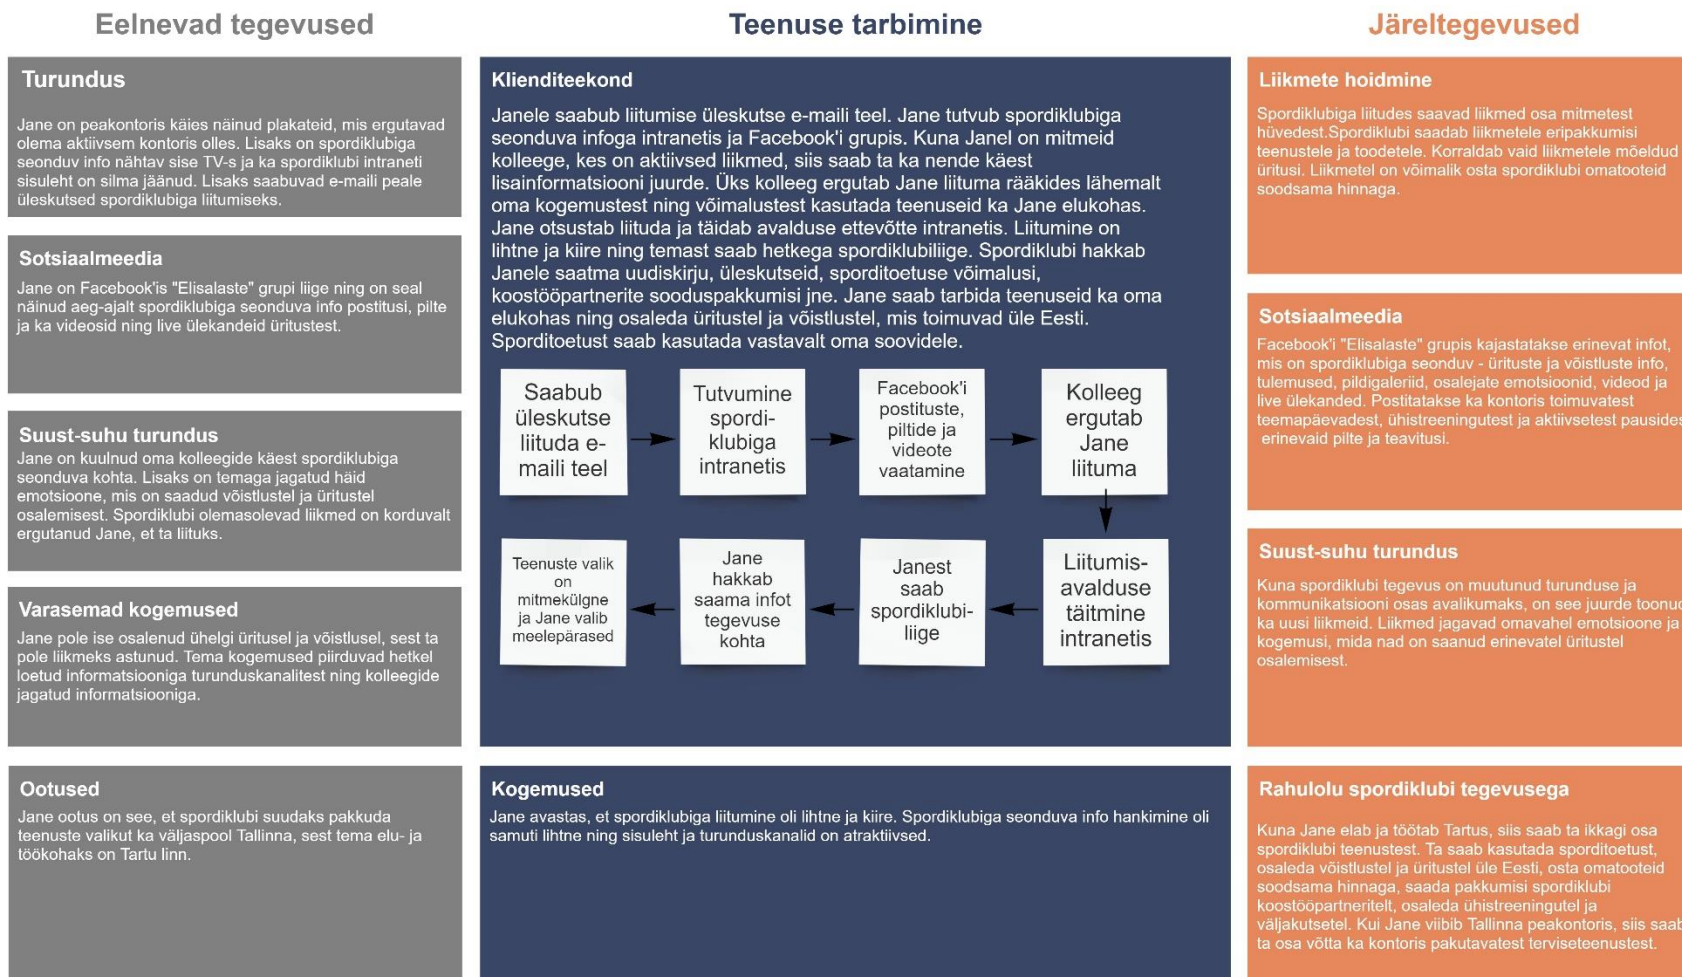 Eelnevad tegevused
Turundus
Jane on peakontoris käies näinud plakateid, mis ergutavad
olema aktiivsem kontoris olles. Lisaks on spordiklubiga
seonduv info nähtav sise TV-s ja ka spordiklubi intraneti
sisuleht on silma jäänud. Lisaks saabuvad e-maili peale
üleskutsed spordiklubiga liitumiseks.
Sotsiaalmeedia
Jane on Facebook'is "Elisalaste" grupi liige ning on seal
näinud aeg-ajalt spordiklubiga seonduva info postitusi, pilte
ja ka videosid ning live ülekandeid üritustest.
Suust-suhu turundus
Jane on kuulnud oma kolleegide käest spordiklubiga
seonduva kohta. Lisaks on temaga jagatud häid
emotsioone, mis on saadud võistlustel ja üritustel
osalemisest. Spordiklubi olemasolevad liikmed on korduvalt
ergutanud Jane, et ta liituks.
Varasemad kogemused
Jane pole ise osalenud ühelgi üritusel ja võistlusel, sest ta
pole liikmeks astunud. Tema kogemused piirduvad hetkel
loetud informatsiooniga turunduskanalitest ning kolleegide
jagatud informatsiooniga.
Ootused
Jane ootus on see, et spordiklubi suudaks pakkuda
teenuste valikut ka väljaspool Tallinna, sest tema elu- ja
töökohaks on Tartu linn.
Teenuse tarbimine
Klienditeekond
Janele saabub liitumise üleskutse e-maili teel. Jane tutvub spordiklubiga
seonduva infoga intranetis ja Facebook'i grupis. Kuna Janel on mitmeid
kolleege, kes on aktiivsed liikmed, siis saab ta ka nende käest
lisainformatsiooni juurde. Üks kolleeg ergutab Jane liituma rääkides lähemalt
oma kogemustest ning võimalustest kasutada teenuseid ka Jane elukohas.
Jane otsustab liituda ja täidab avalduse ettevõtte intranetis. Liitumine on
lihtne ja kiire ning temast saab hetkega spordiklubiliige. Spordiklubi hakkab
Janele saatma uudiskirju, üleskutseid, sporditoetuse võimalusi,
koostööpartnerite sooduspakkumisi jne. Jane saab tarbida teenuseid ka oma
elukohas ning osaleda üritustel ja võistlustel, mis toimuvad üle Eesti.
Sporditoetust saab kasutada vastavalt oma soovidele.
Saabub
üleskutse
liituda e-
maili teel
Tutvumine
spordi-
klubiga
intranetis
Facebook'i
postituste,
piltide ja
videote
vaatamine
Kolleeg
ergutab
Jane
liituma
Liitumis-
avalduse
täitmine
intranetis
Janest
saab
spordiklubi-
liige
Jane
hakkab
saama infot
tegevuse
kohta
Teenuste valik
on
mitmekülgne
ja Jane valib
meelepärased
Kogemused
Jane avastas, et spordiklubiga liitumine oli lihtne ja kiire. Spordiklubiga seonduva info hankimine oli
samuti lihtne ning sisuleht ja turunduskanalid on atraktiivsed.
Järeltegevused
Liikmete hoidmine
Spordiklubiga liitudes saavad liikmed osa mitmetest
hüvedest.Spordiklubi saadab liikmetele eripakkumisi
teenustele ja toodetele. Korraldab vaid liikmetele mõeldud
üritusi. Liikmetel on võimalik osta spordiklubi omatooteid
soodsama hinnaga.
Sotsiaalmeedia
Facebook'i "Elisalaste" grupis kajastatakse erinevat infot,
mis on spordiklubiga seonduv - ürituste ja võistluste info,
tulemused, pildigaleriid, osalejate emotsioonid, videod ja
live ülekanded. Postitatakse ka kontoris toimuvatest
teemapäevadest, ühistreeningutest ja aktiivsetest pausides
erinevaid pilte ja teavitusi.
Suust-suhu turundus
Kuna spordiklubi tegevus on muutunud turunduse ja
kommunikatsiooni osas avalikumaks, on see juurde toonud
ka uusi liikmeid. Liikmed jagavad omavahel emotsioone ja
kogemusi, mida nad on saanud erinevatel üritustel
osalemisest.
Rahulolu spordiklubi tegevusega
Kuna Jane elab ja töötab Tartus, siis saab ta ikkagi osa
spordiklubi teenustest. Ta saab kasutada sporditoetust,
osaleda võistlustel ja üritustel üle Eesti, osta omatooteid
soodsama hinnaga, saada pakkumisi spordiklubi
koostööpartneritelt, osaleda ühistreeningutel ja
väljakutsetel. Kui Jane viibib Tallinna peakontoris, siis saab
ta osa võtta ka kontoris pakutavatest terviseteenustest.